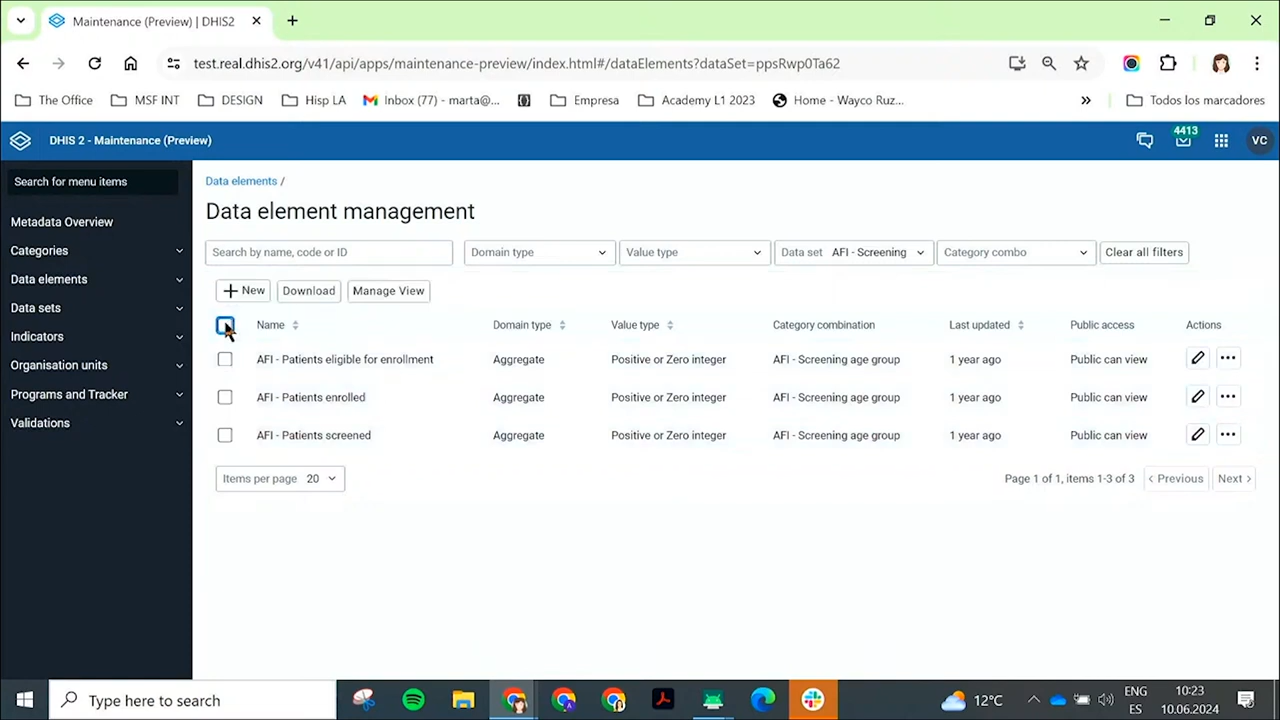 Maintenance (Preview) | DHIS2
test.real.dhis2.org/v41/api/apps/maintenance-preview/index.html#/dataElements?dataSet=ppsRwp0Ta62
The Office MSF INT DESIGN Hisp LA Inbox (77) - marta@... Empresa Academy L1 2023 Home - Wayco Ruz... » Todos los marcadores
DHIS 2 - Maintenance (Preview) 4413 VC
Search for menu items
Metadata Overview
Categories
Data elements
Data sets
Indicators
Organisation units
Programs and Tracker
Validations
Data elements /
Data element management
Search by name, code or ID Domain type Value type Data set AFI - Screening Category combo Clear all filters
+ New Download Manage View
Name Domain type Value type Category combination Last updated Public access Actions
AFI - Patients eligible for enrollment Aggregate Positive or Zero integer AFI - Screening age group 1 year ago Public can view
AFI - Patients enrolled Aggregate Positive or Zero integer AFI - Screening age group 1 year ago Public can view
AFI - Patients screened Aggregate Positive or Zero integer AFI - Screening age group 1 year ago Public can view
Items per page 20 Page 1 of 1, items 1-3 of 3 Previous Next
Type here to search 12°C ENG 10:23
ES 10.06.2024